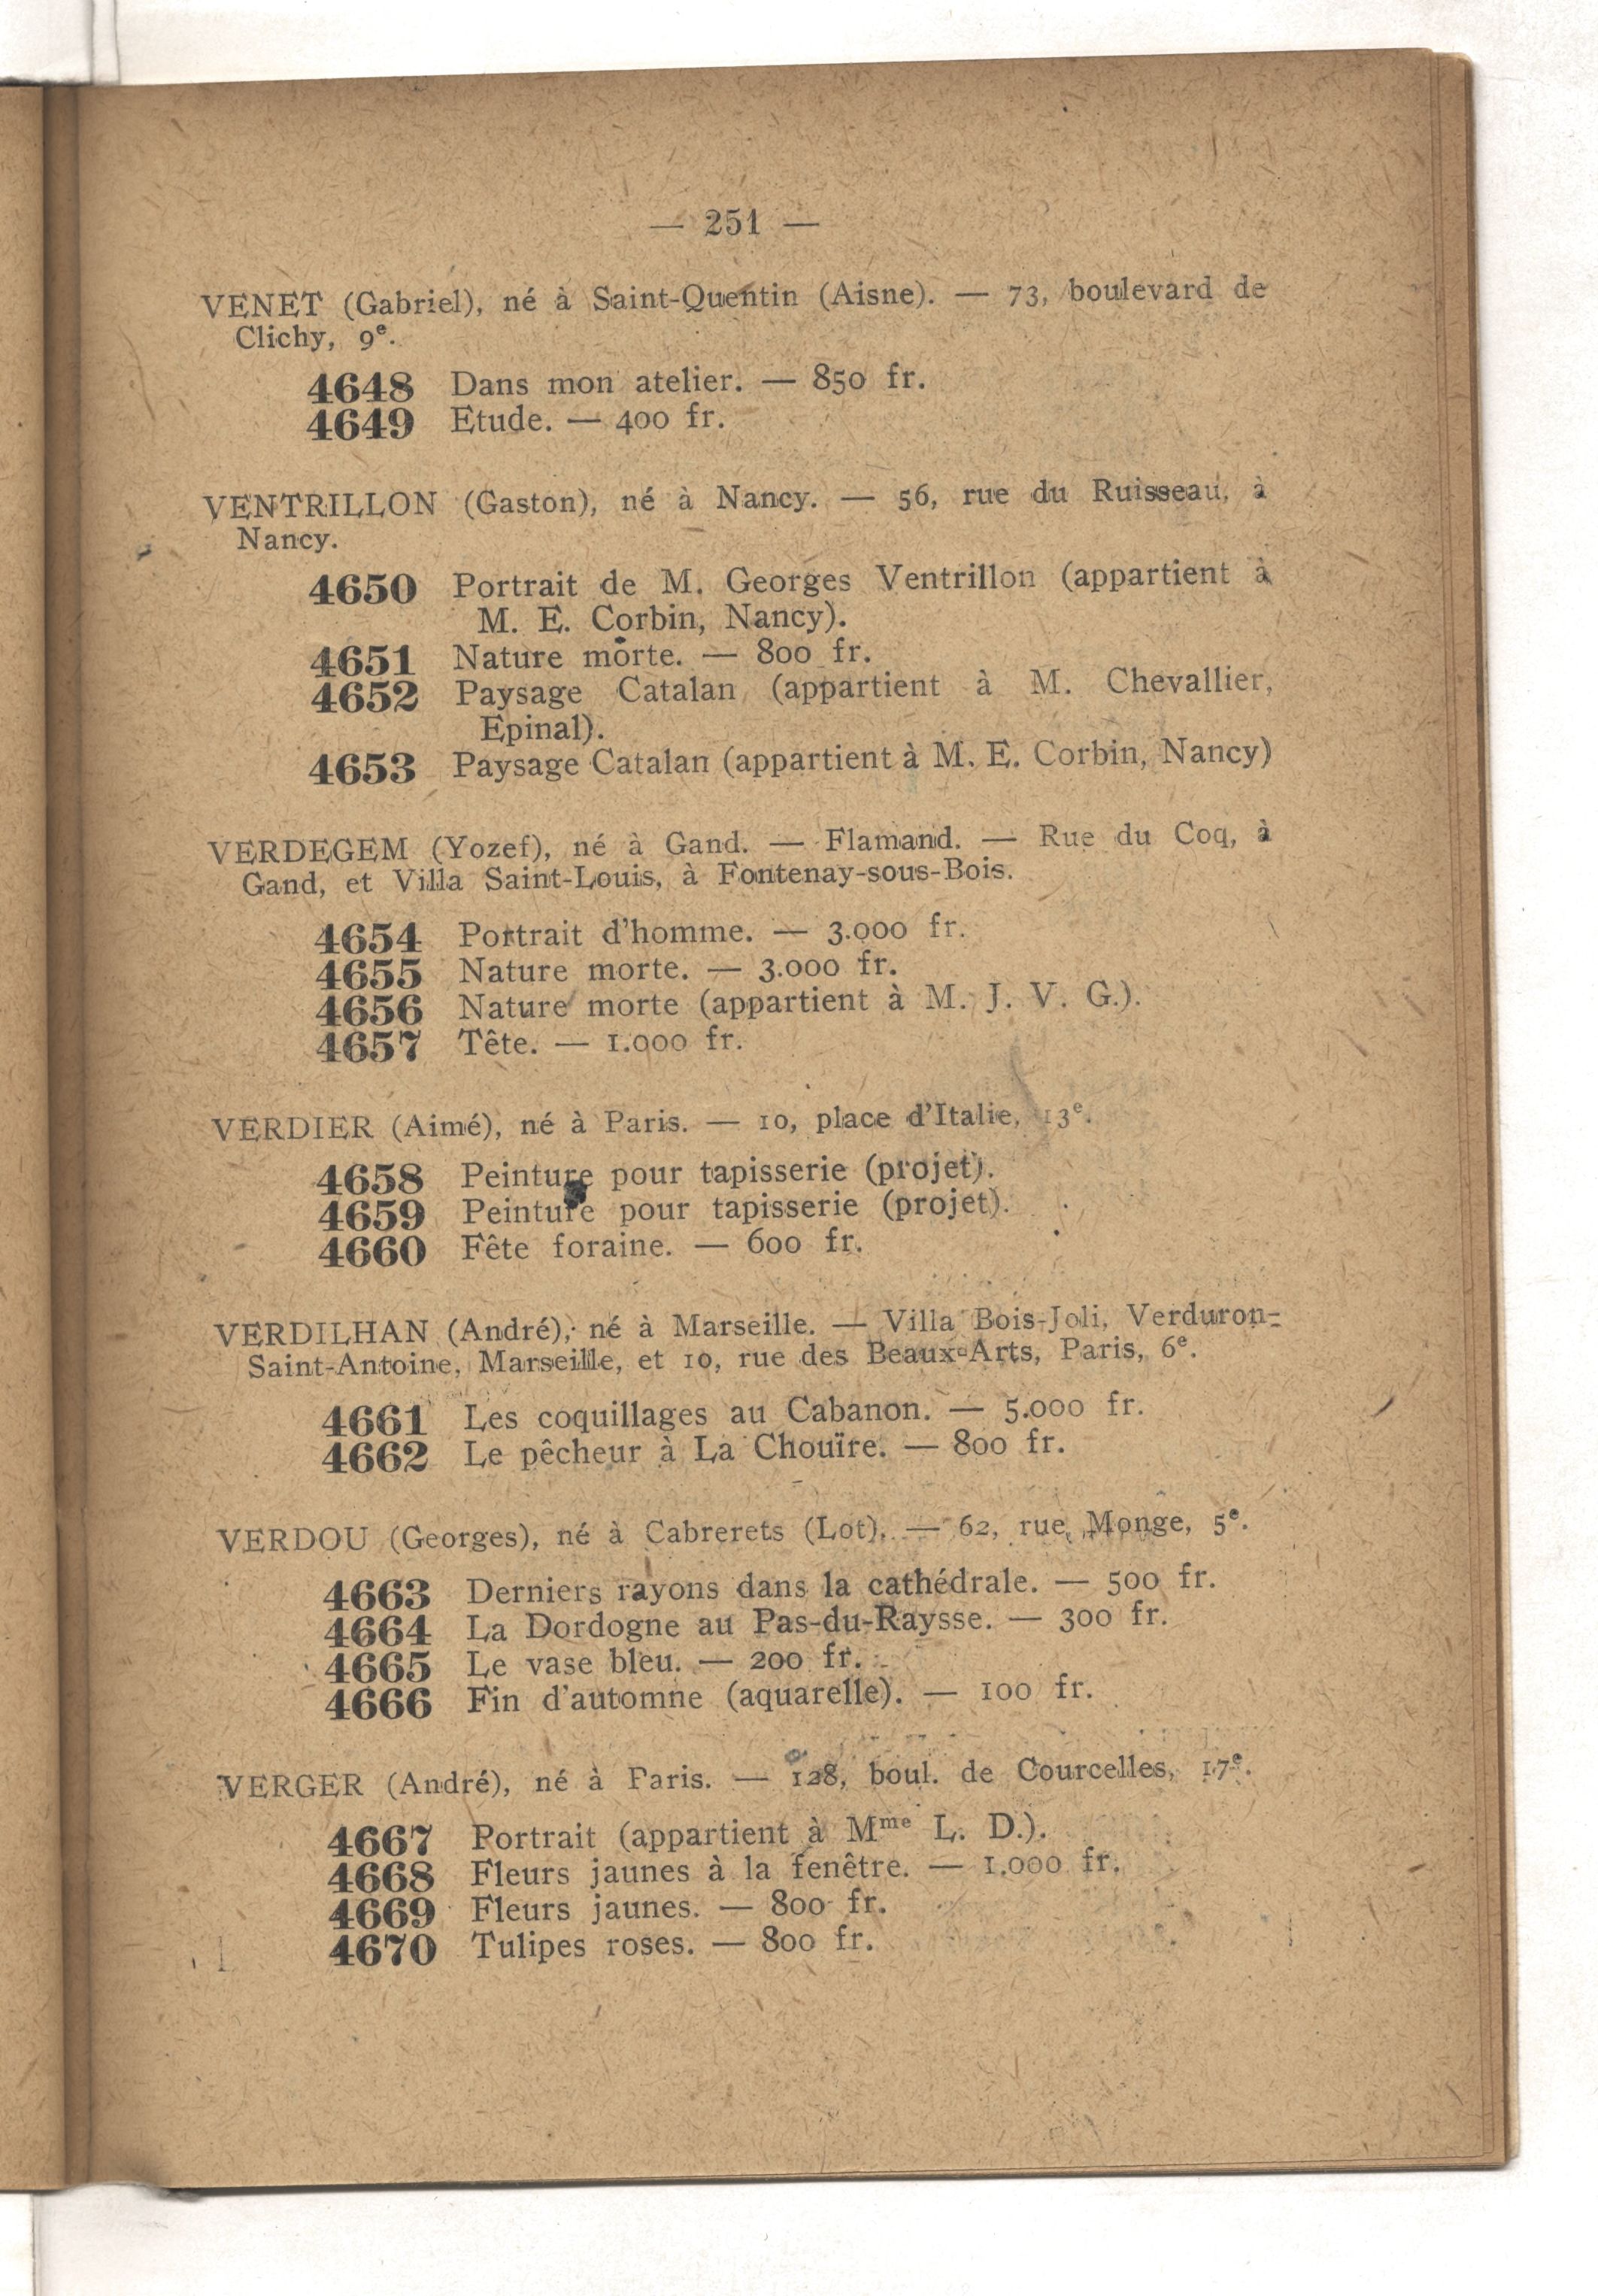 — 251 —
VENET (Gabriel), né à Saint-Quentin (Aisne). — 73, boulevard de
Clichy, 9e.
4648 Dans mon atelier. — 850 fr.
4649 Etude. — 400 fr.
VENTRILLON (Gaston), né à Nancy. — 56, rue du Ruisseau, à
Nancy.
4650 Portrait de M. Georges Ventrillon (appartient à
M. E. Corbin, Nancy).
4651 Nature morte. — 800 fr.
4652 Paysage Catalan (appartient à M. Chevallier,
Epinal).
4653 Paysage Catalan (appartient à M. E. Corbin, Nancy)
VERDEGEM (Yozef), né à Gand. — Flamand. — Rue du Coq, à
Gand, et Villa Saint-Louis, à Fontenay-sous-Bois.
4654 Portrait d'homme. — 3.000 fr.
4655 Nature morte. — 3.000 fr.
4656 Nature morte (appartient à M. J. V. G.).
4657 Tête. — 1.000 fr.
VERDIER (Aimé), né à Paris. — 10, place d'Italie, 13e.
4658 Peinture pour tapisserie (projet).
4659 Peinture pour tapisserie (projet).
4660 Fête foraine. — 600 fr.
VERDILHAN (André), né à Marseille. — Villa Bois-Joli, Verduron-
Saint-Antoine, Marseille, et 10, rue des Beaux-Arts, Paris, 6e.
4661 Les coquillages au Cabanon. — 5.000 fr.
4662 Le pêcheur à La Chouïre. — 800 fr.
VERDOU (Georges), né à Cabrerets (Lot). — 62, rue Monge, 5e.
4663 Derniers rayons dans la cathédrale. — 500 fr.
4664 La Dordogne au Pas-du-Raysse. — 300 fr.
4665 Le vase bleu. — 200 fr.
4666 Fin d'automne (aquarelle). — 100 fr.
VERGER (André), né à Paris. — 128, boul. de Courcelles, 17e.
4667 Portrait (appartient à Mme L. D.).
4668 Fleurs jaunes à la fenêtre. — 1.000 fr.
4669 Fleurs jaunes. — 800 fr.
4670 Tulipes roses. — 800 fr.